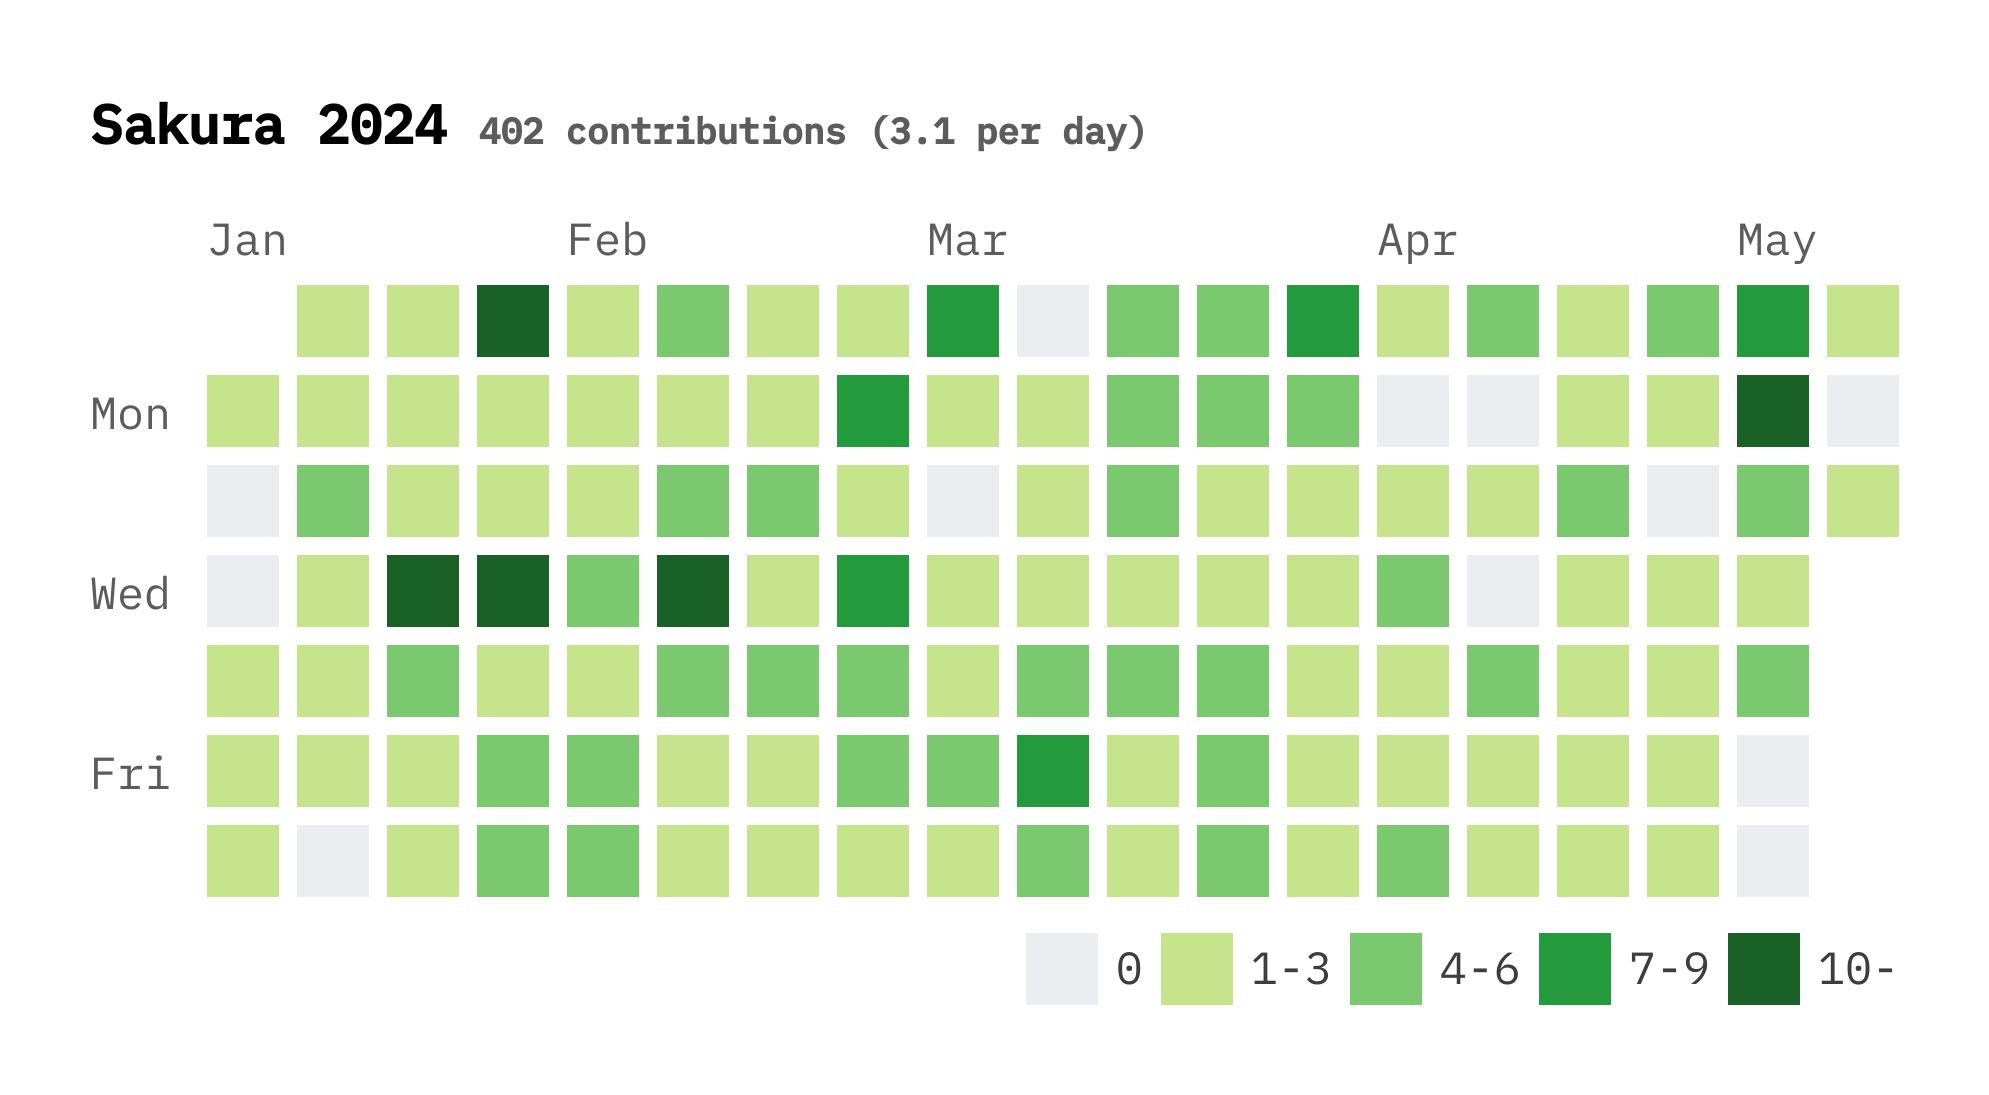 Sakura 2024 402 contributions (3.1 per day)
Jan Feb Mar Apr May
Mon
Wed
Fri
0 1-3 4-6 7-9 10-